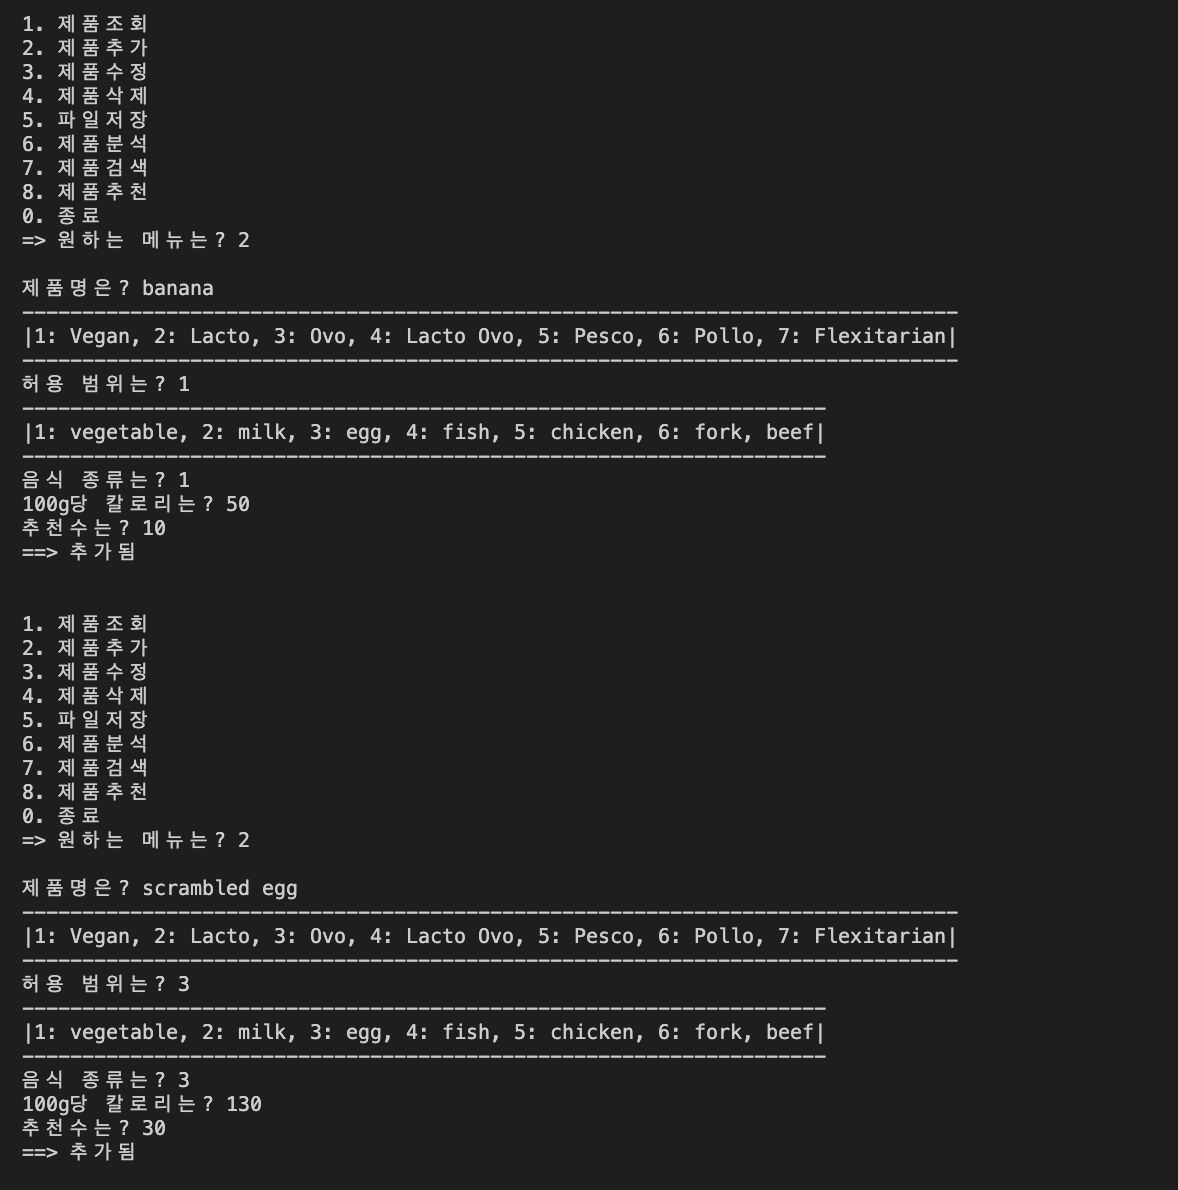 1. 제품조회
2. 제품추가
3. 제품수정
4. 제품삭제
5. 파일저장
6. 제품분석
7. 제품검색
8. 제품추천
0. 종료
=> 원하는 메뉴는? 2
제품명은? banana
------------------------------------------------------------------------------
|1: Vegan, 2: Lacto, 3: Ovo, 4: Lacto Ovo, 5: Pesco, 6: Pollo, 7: Flexitarian|
------------------------------------------------------------------------------
허용 범위는? 1
-------------------------------------------------------------------
|1: vegetable, 2: milk, 3: egg, 4: fish, 5: chicken, 6: fork, beef|
-------------------------------------------------------------------
음식 종류는? 1
100g당 칼로리는? 50
추천수는? 10
==> 추가됨
1. 제품조회
2. 제품추가
3. 제품수정
4. 제품삭제
5. 파일저장
6. 제품분석
7. 제품검색
8. 제품추천
0. 종료
=> 원하는 메뉴는? 2
제품명은? scrambled egg
------------------------------------------------------------------------------
|1: Vegan, 2: Lacto, 3: Ovo, 4: Lacto Ovo, 5: Pesco, 6: Pollo, 7: Flexitarian|
------------------------------------------------------------------------------
허용 범위는? 3
-------------------------------------------------------------------
|1: vegetable, 2: milk, 3: egg, 4: fish, 5: chicken, 6: fork, beef|
-------------------------------------------------------------------
음식 종류는? 3
100g당 칼로리는? 130
추천수는? 30
==> 추가됨